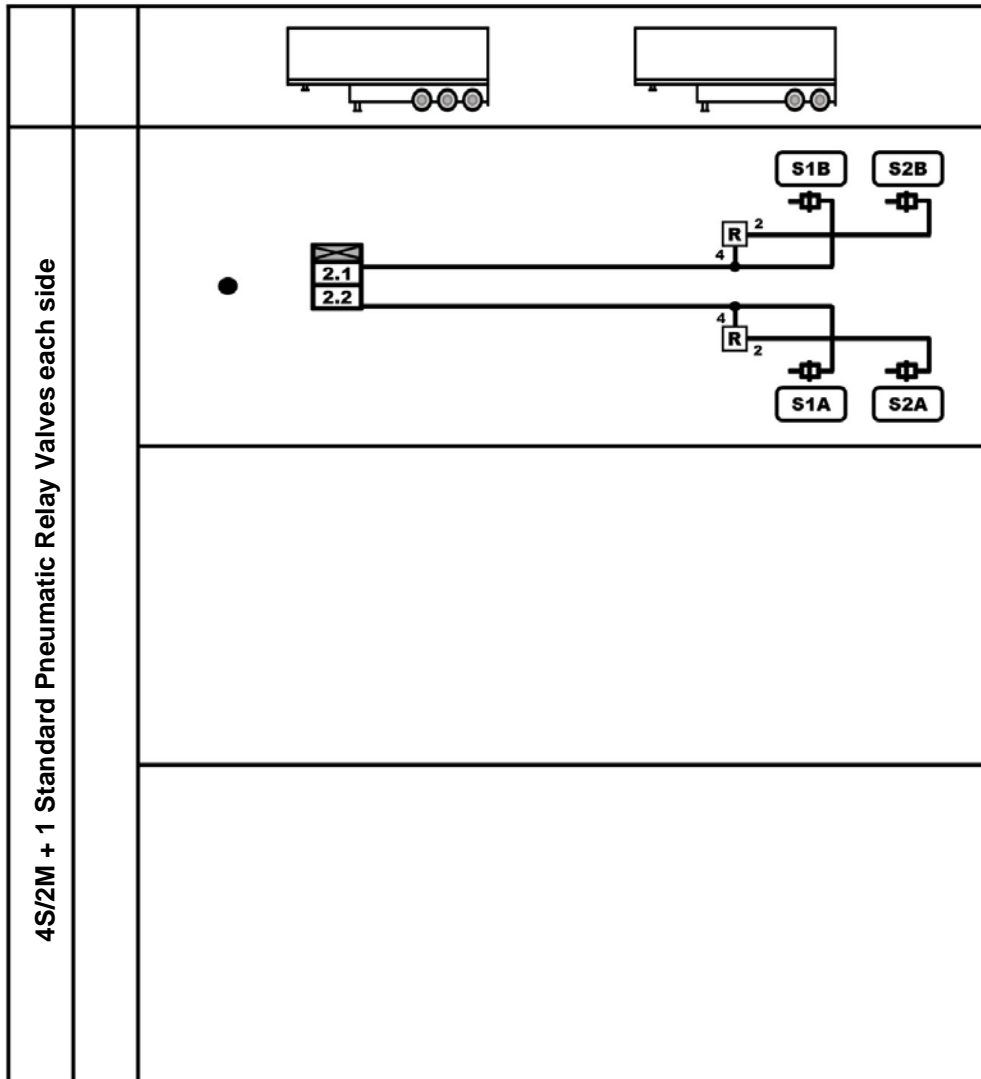 4S/2M + 1 Standard Pneumatic Relay Valves each side
S1B S2B
R 2
4
2.1
2.2
4
R 2
S1A S2A